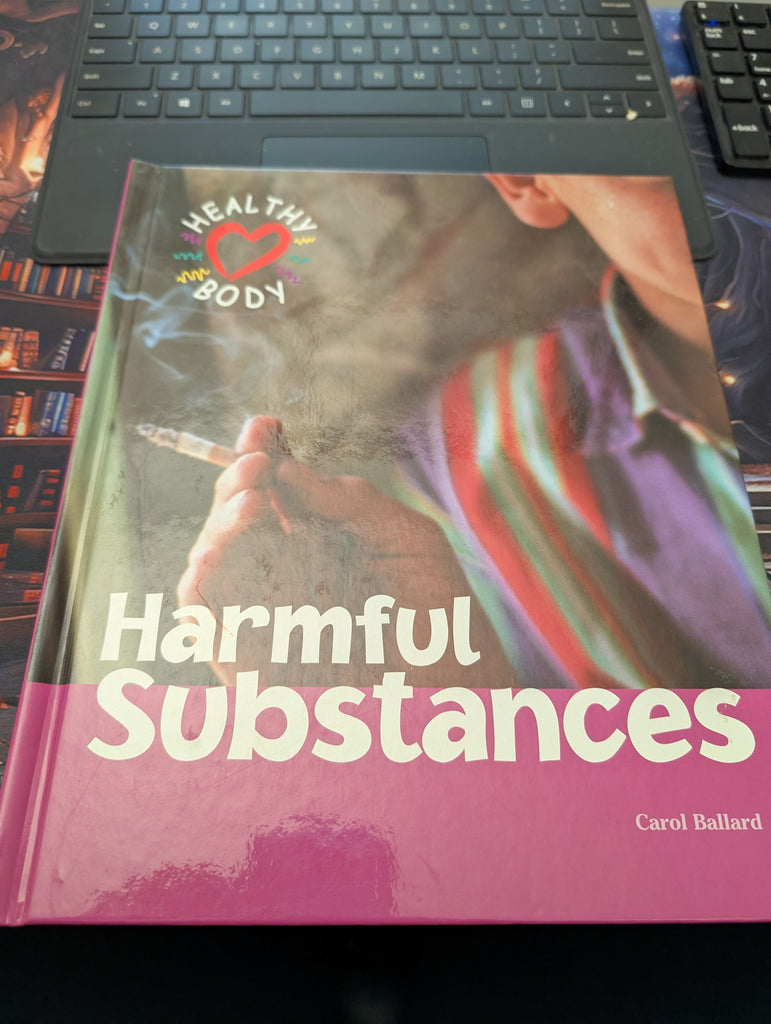 HEALTHY
BODY
Harmful
Substances
Carol Ballard